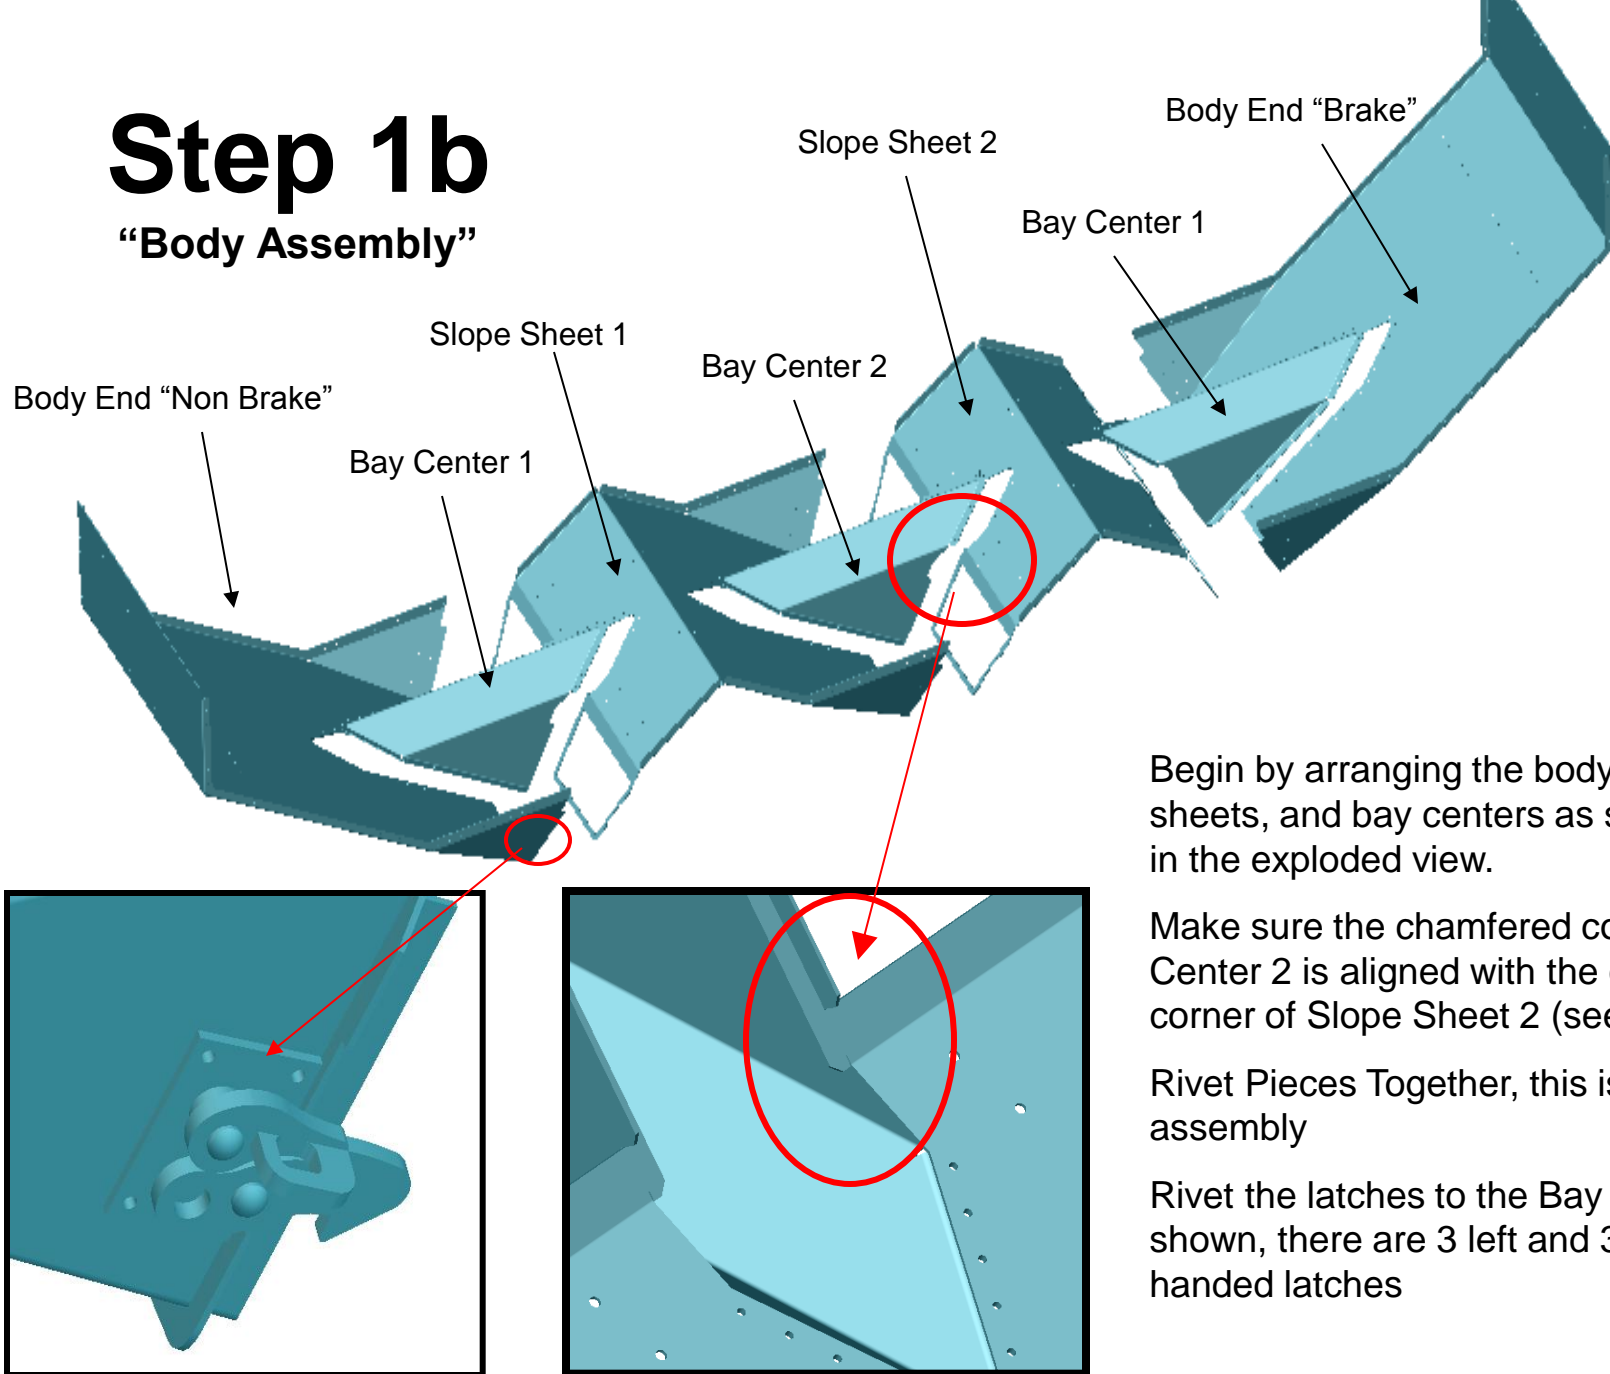 Step 1b
“Body Assembly”
Body End “Brake”
Slope Sheet 2
Bay Center 1
Slope Sheet 1
Bay Center 2
Body End “Non Brake”
Bay Center 1
Begin by arranging the body
sheets, and bay centers as
in the exploded view.
Make sure the chamfered
Center 2 is aligned with the
corner of Slope Sheet 2 (see
Rivet Pieces Together, this is
assembly
Rivet the latches to the Bay
shown, there are 3 left and 3
handed latches